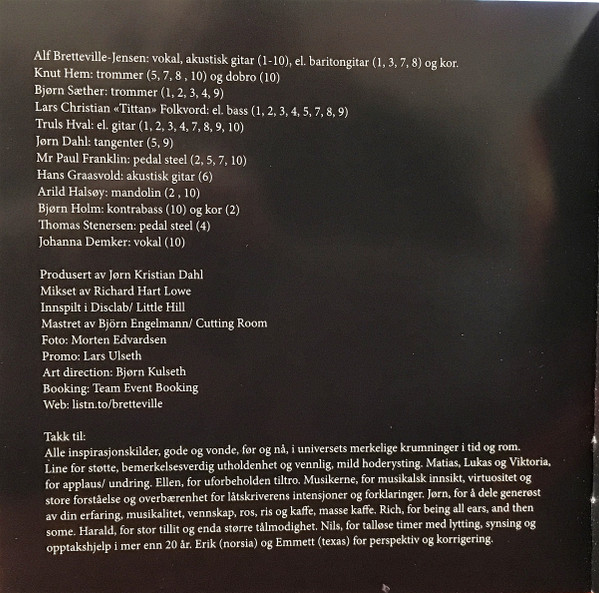 Alf Bretteville-Jensen: vokal, akustisk gitar (1-10), el. baritongitar (1, 3, 7, 8) og kor.
Knut Hem: trommer (5, 7, 8 , 10) og dobro (10)
Bjørn Sæther: trommer (1, 2, 3, 4, 9)
Lars Christian «Tittan» Folkvord: el. bass (1, 2, 3, 4, 5, 7, 8, 9)
Truls Hval: el. gitar (1, 2, 3, 4, 7, 8, 9, 10)
Jørn Dahl: tangenter (5, 9)
Mr Paul Franklin: pedal steel (2, 5, 7, 10)
Hans Graasvold: akustisk gitar (6)
Arild Halsøy: mandolin (2 , 10)
Bjørn Holm: kontrabass (10) og kor (2)
Thomas Stenersen: pedal steel (4)
Johanna Demker: vokal (10)
Produsert av Jørn Kristian Dahl
Mikset av Richard Hart Lowe
Innspilt i Disclab/ Little Hill
Mastret av Björn Engelmann/ Cutting Room
Foto: Morten Edvardsen
Promo: Lars Ulseth
Art direction: Bjørn Kulseth
Booking: Team Event Booking
Web: listn.to/bretteville
Takk til:
Alle inspirasjonskilder, gode og vonde, før og nå, i universets merkelige krumninger i tid og rom.
Line for støtte, bemerkelsesverdig utholdenhet og vennlig, mild hoderysting. Matias, Lukas og Viktoria,
for applaus/ undring. Ellen, for uforbeholden tiltro. Musikerne, for musikalsk innsikt, virtuositet og
store forståelse og overbærenhet for låtskriverens intensjoner og forklaringer. Jørn, for å dele generøst
av din erfaring, musikalitet, vennskap, ros, ris og kaffe, masse kaffe. Rich, for being all ears, and then
some. Harald, for stor tillit og enda større tålmodighet. Nils, for talløse timer med lytting, synsing og
opptakshjelp i mer enn 20 år. Erik (norsia) og Emmett (texas) for perspektiv og korrigering.